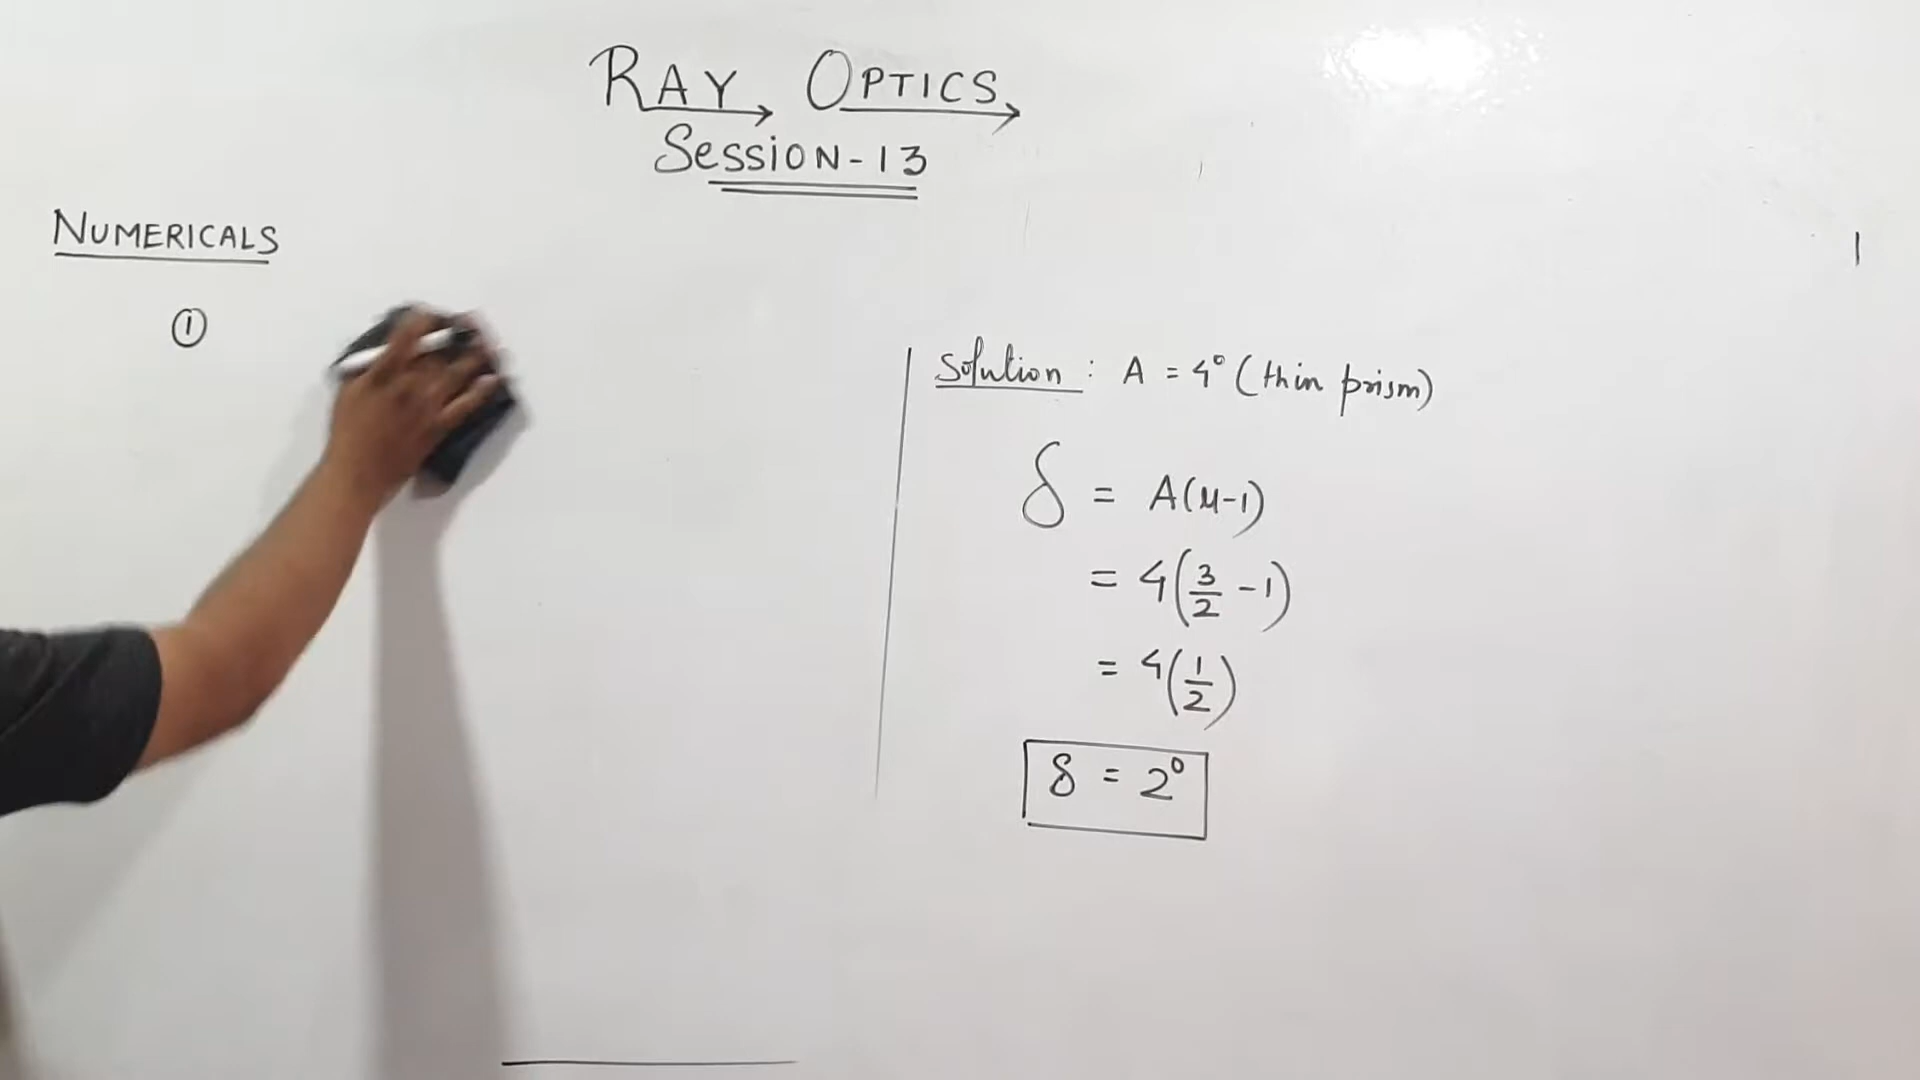 RAY OPTICS
SESSION-13
NUMERICALS
①
Solution : A = 4° (thin prism)
δ = A(μ-1)
= 4(3/2 - 1)
= 4(1/2)
δ = 2°